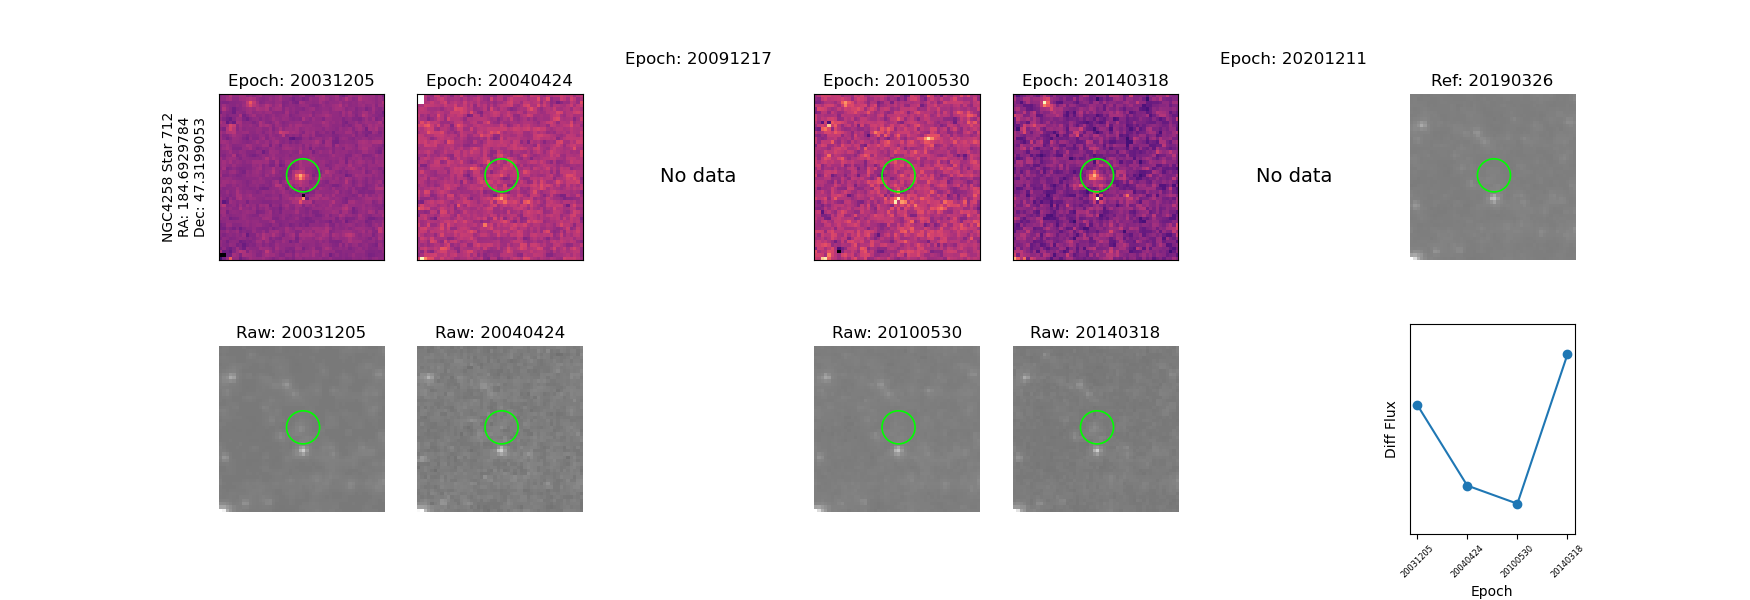 Epoch: 20031205
Epoch: 20040424
Epoch: 20091217
Epoch: 20100530
Epoch: 20140318
Epoch: 20201211
Ref: 20190326
NGC4258 Star 712
RA: 184.6929784
Dec: 47.3199053
No data
No data
Raw: 20031205
Raw: 20040424
Raw: 20100530
Raw: 20140318
Diff Flux
20031205
20040424
20100530
20140318
Epoch